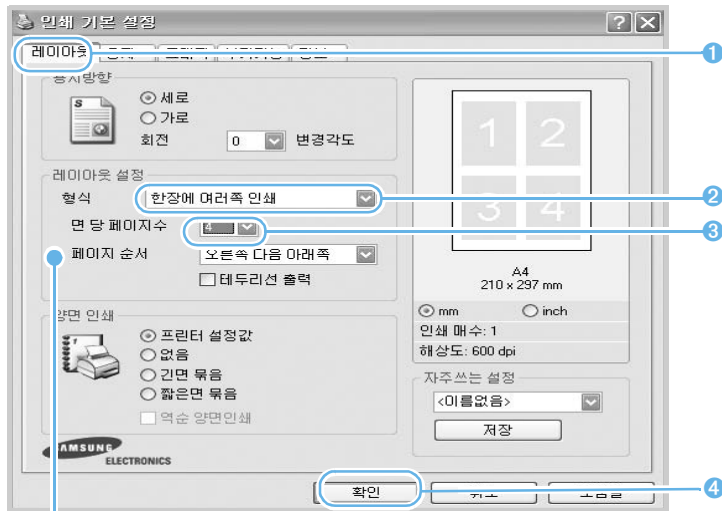 인쇄 기본 설정
레이아웃
1
용지방향
세로
가로
회전 0 변경각도
레이아웃 설정
형식 한장에 여러쪽 인쇄
2
면 당 페이지수 4
3
페이지 순서 오른쪽 다음 아래쪽
테두리선 출력
양면 인쇄
프린터 설정값
없음
긴면 묶음
짧은면 묶음
역순 양면인쇄
SAMSUNG
ELECTRONICS
1 2
3 4
A4
210 x 297 mm
mm inch
인쇄 매수: 1
해상도: 600 dpi
자주쓰는 설정
<이름없음>
저장
확인
4